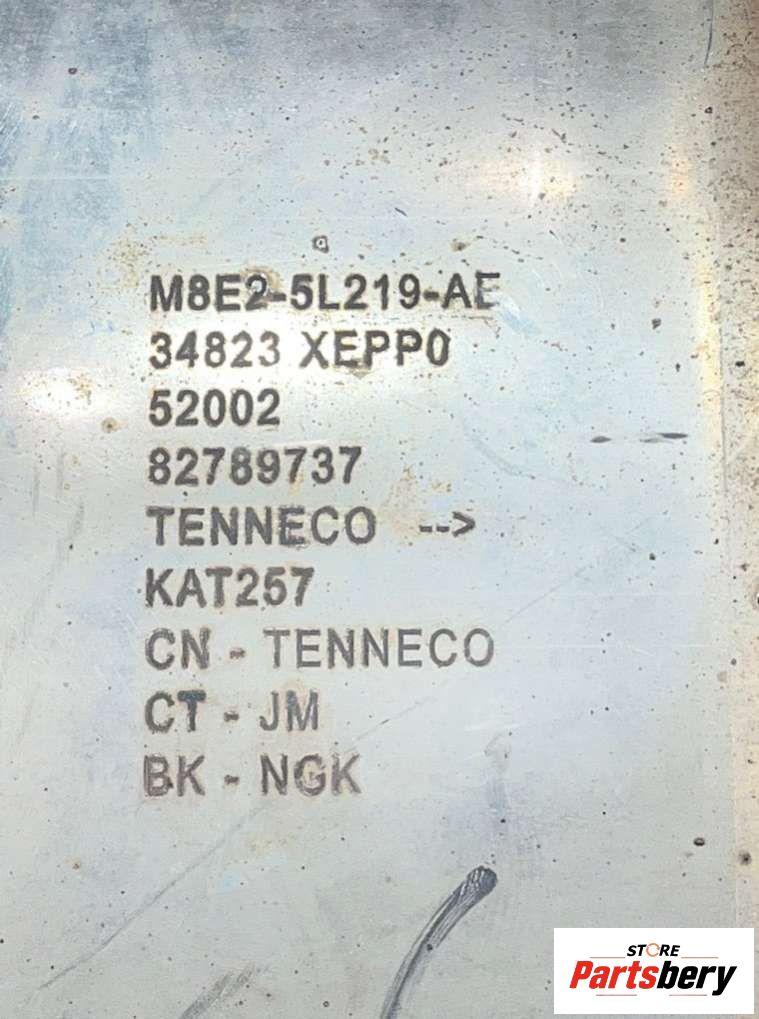 M8E2-5L219-AE
34823 XEPP0
52002
82789737
TENNECO -->
KAT257
CN - TENNECO
CT - JM
BK - NGK
STORE
Partsbery